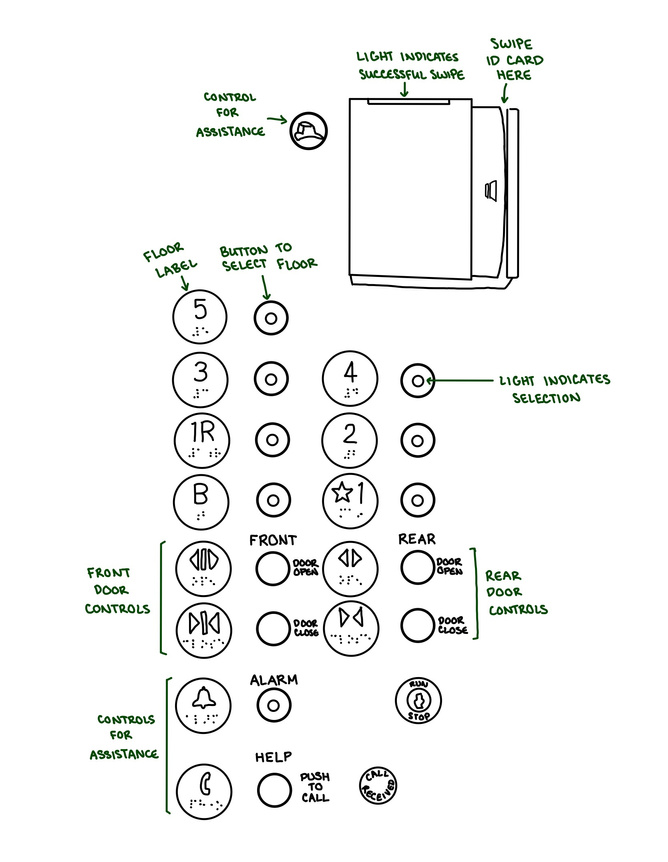 LIGHT INDICATES
SUCCESSFUL SWIPE
SWIPE
ID CARD
HERE
CONTROL
FOR
ASSISTANCE
FLOOR
LABEL
BUTTON TO
SELECT FLOOR
5
3
4
LIGHT INDICATES
SELECTION
1R
2
B
☆1
FRONT
REAR
FRONT
DOOR
CONTROLS
DOOR
OPEN
DOOR
OPEN
REAR
DOOR
CONTROLS
DOOR
CLOSE
DOOR
CLOSE
CONTROLS
FOR
ASSISTANCE
ALARM
RUN
STOP
HELP
PUSH
TO
CALL
CALL
RECEIVED